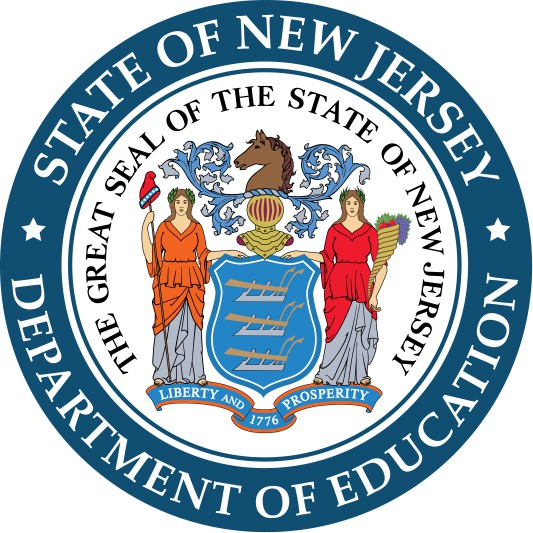 STATE OF NEW JERSEY
DEPARTMENT OF EDUCATION
THE GREAT SEAL OF THE STATE OF NEW JERSEY
LIBERTY AND PROSPERITY
1776